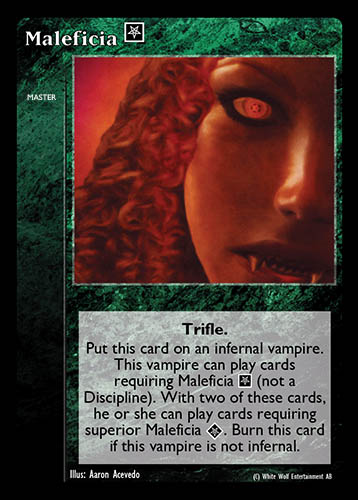 Maleficia
MASTER
Trifle.
Put this card on an infernal vampire.
This vampire can play cards
requiring Maleficia (not a
Discipline). With two of these cards,
he or she can play cards requiring
superior Maleficia . Burn this card
if this vampire is not infernal.
Illus: Aaron Acevedo
(C) White Wolf Entertainment AB